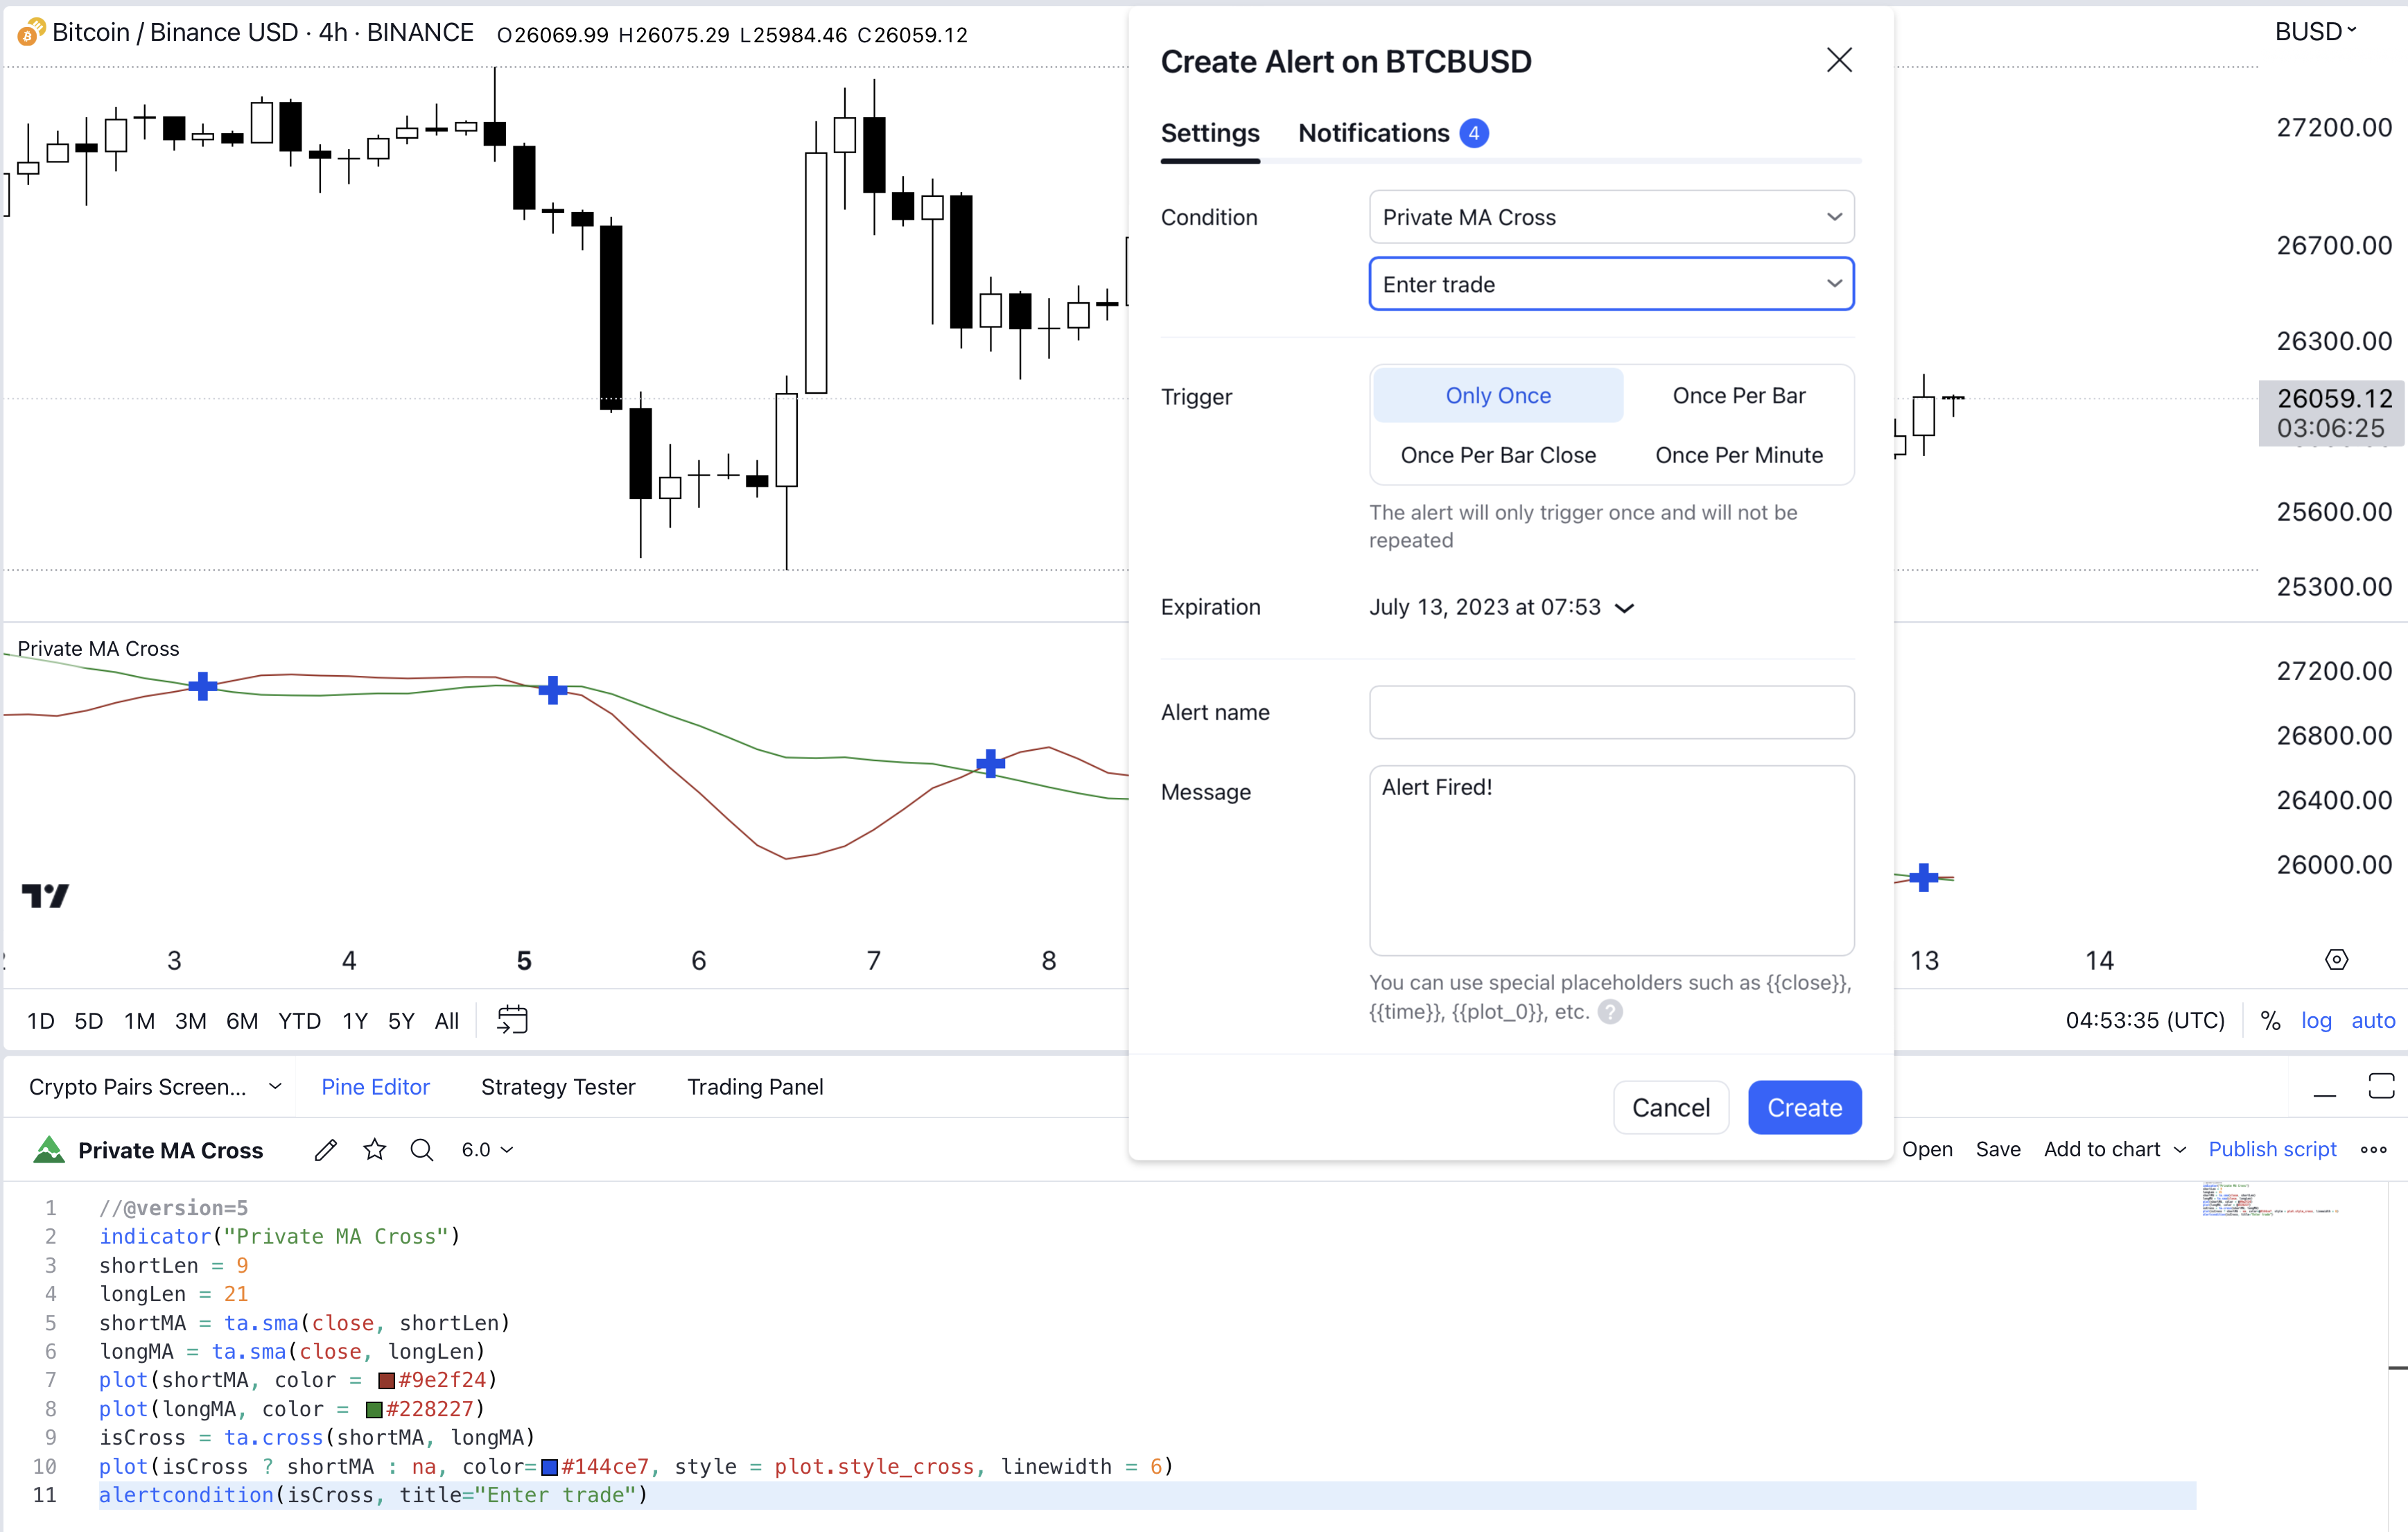 Bitcoin / Binance USD · 4h · BINANCE O26069.99 H26075.29 L25984.46 C26059.12
BUSD
27200.00
26700.00
26300.00
26059.12
03:06:25
25600.00
25300.00
Private MA Cross
27200.00
26800.00
26400.00
26000.00
3 4 5 6 7 8 13 14
1D 5D 1M 3M 6M YTD 1Y 5Y All
04:53:35 (UTC) % log auto
Create Alert on BTCBUSD
Settings Notifications 4
Condition Private MA Cross
Enter trade
Trigger Only Once Once Per Bar
Once Per Bar Close Once Per Minute
The alert will only trigger once and will not be
repeated
Expiration July 13, 2023 at 07:53
Alert name
Message Alert Fired!
You can use special placeholders such as {{close}},
{{time}}, {{plot_0}}, etc. ?
Cancel Create
Crypto Pairs Screen... Pine Editor Strategy Tester Trading Panel
Private MA Cross 6.0 Open Save Add to chart Publish script
1 //@version=5
2 indicator("Private MA Cross")
3 shortLen = 9
4 longLen = 21
5 shortMA = ta.sma(close, shortLen)
6 longMA = ta.sma(close, longLen)
7 plot(shortMA, color = #9e2f24)
8 plot(longMA, color = #228227)
9 isCross = ta.cross(shortMA, longMA)
10 plot(isCross ? shortMA : na, color=#144ce7, style = plot.style_cross, linewidth = 6)
11 alertcondition(isCross, title="Enter trade")